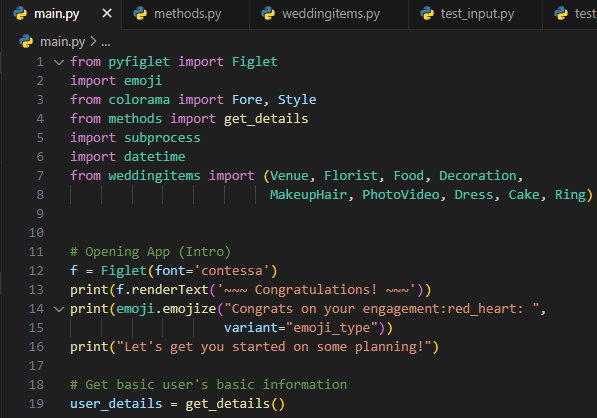 main.py × methods.py weddingitems.py test_input.py test
main.py > ...
1 from pyfiglet import Figlet
2 import emoji
3 from colorama import Fore, Style
4 from methods import get_details
5 import subprocess
6 import datetime
7 from weddingitems import (Venue, Florist, Food, Decoration,
8 MakeupHair, PhotoVideo, Dress, Cake, Ring)
9
10
11 # Opening App (Intro)
12 f = Figlet(font='contessa')
13 print(f.renderText('~~~ Congratulations! ~~~'))
14 print(emoji.emojize("Congrats on your engagement:red_heart: ",
15 variant="emoji_type"))
16 print("Let's get you started on some planning!")
17
18 # Get basic user's basic information
19 user_details = get_details()